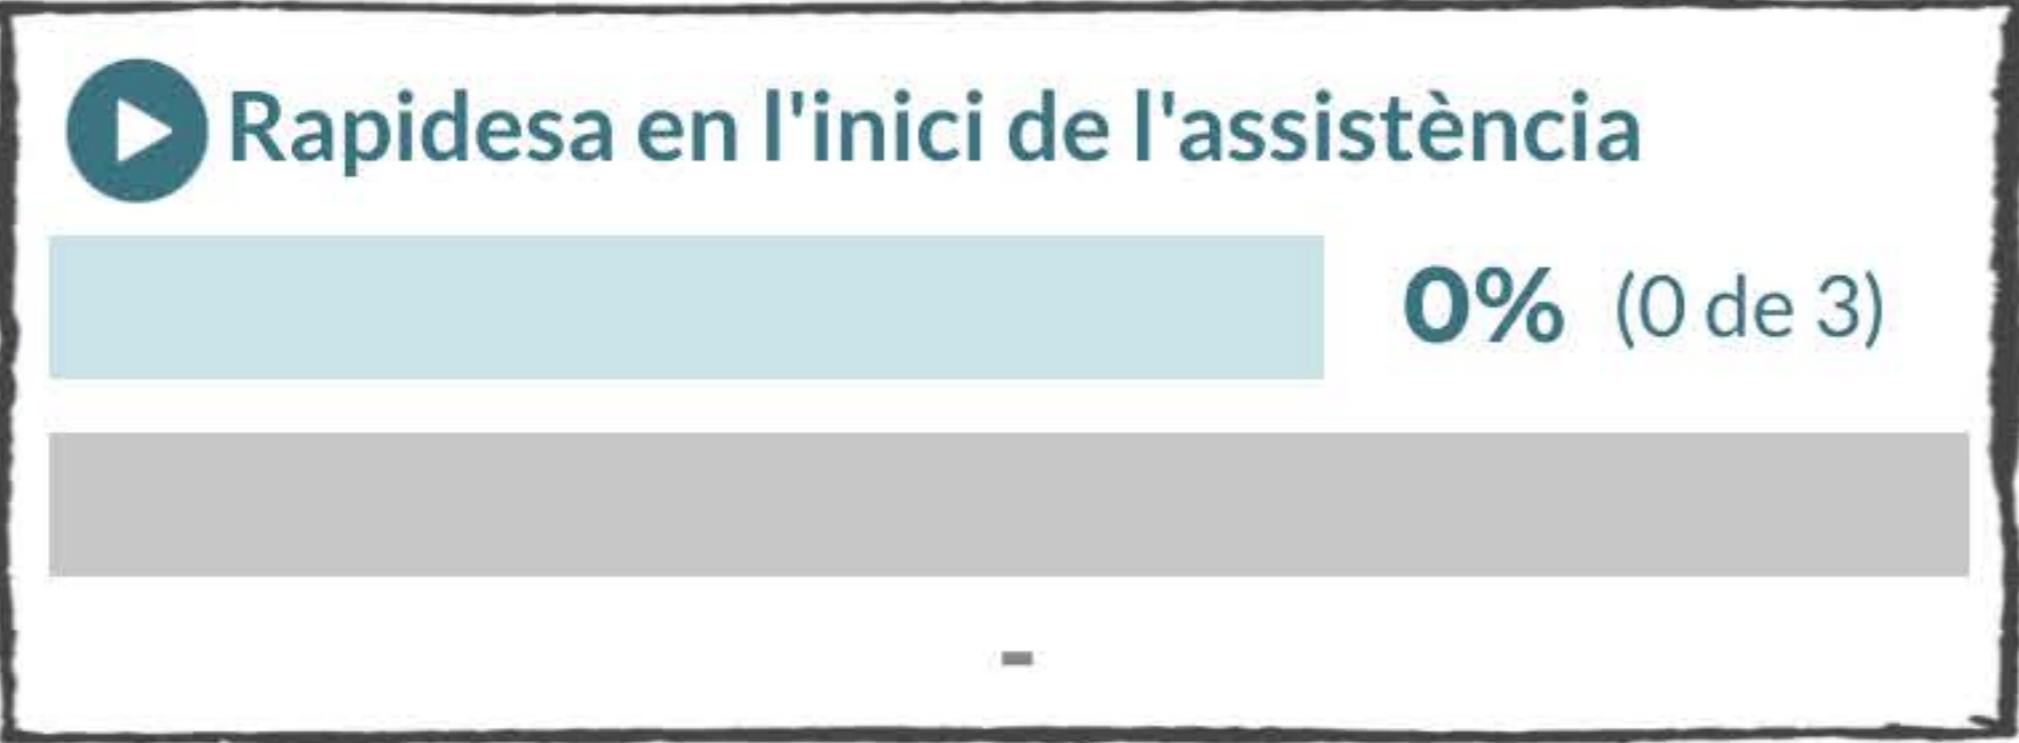 Rapidesa en l'inici de l'assistència
0% (0 de 3)
-